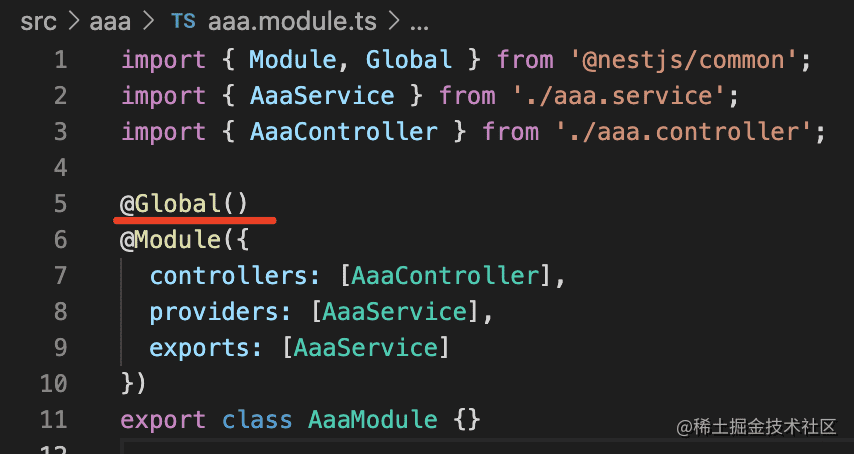 src > aaa > TS aaa.module.ts > ...
1 import { Module, Global } from '@nestjs/common';
2 import { AaaService } from './aaa.service';
3 import { AaaController } from './aaa.controller';
4
5 @Global()
6 @Module({
7 controllers: [AaaController],
8 providers: [AaaService],
9 exports: [AaaService]
10 })
11 export class AaaModule {}
12
@稀土掘金技术社区